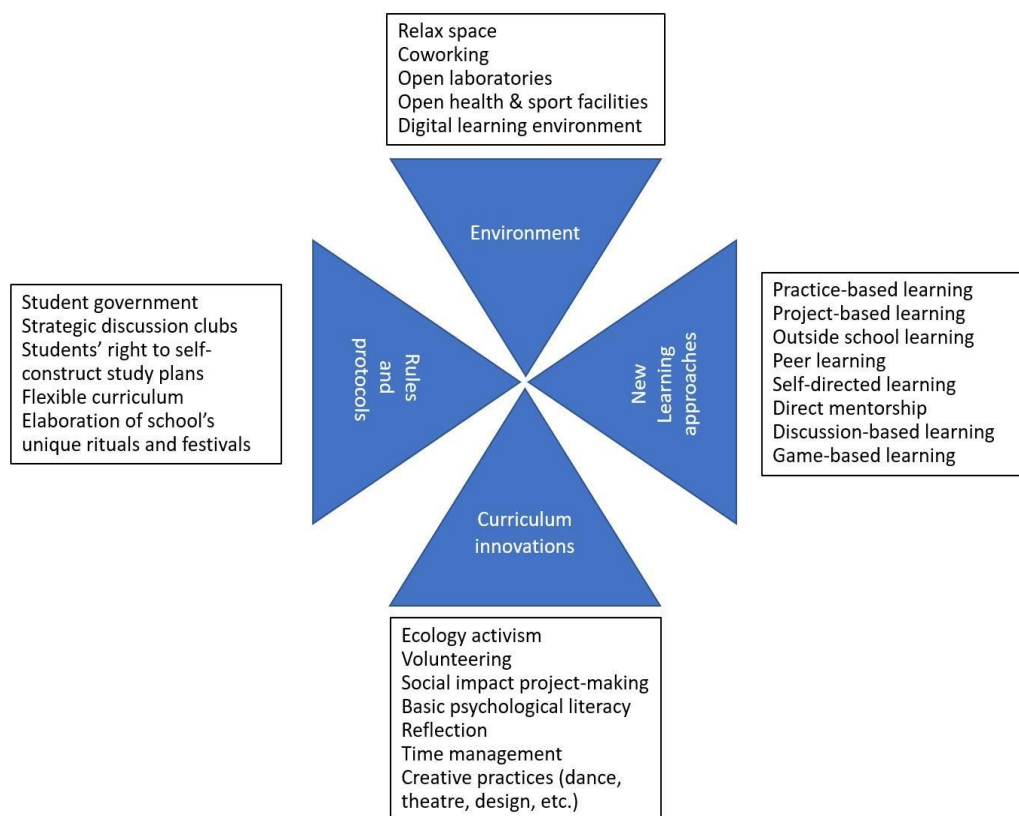 Relax space
Coworking
Open laboratories
Open health & sport facilities
Digital learning environment
Environment
Student government
Strategic discussion clubs
Students’ right to self-
construct study plans
Flexible curriculum
Elaboration of school’s
unique rituals and festivals
Rules
and
protocols
New
Learning
approaches
Practice-based learning
Project-based learning
Outside school learning
Peer learning
Self-directed learning
Direct mentorship
Discussion-based learning
Game-based learning
Curriculum
innovations
Ecology activism
Volunteering
Social impact project-making
Basic psychological literacy
Reflection
Time management
Creative practices (dance,
theatre, design, etc.)